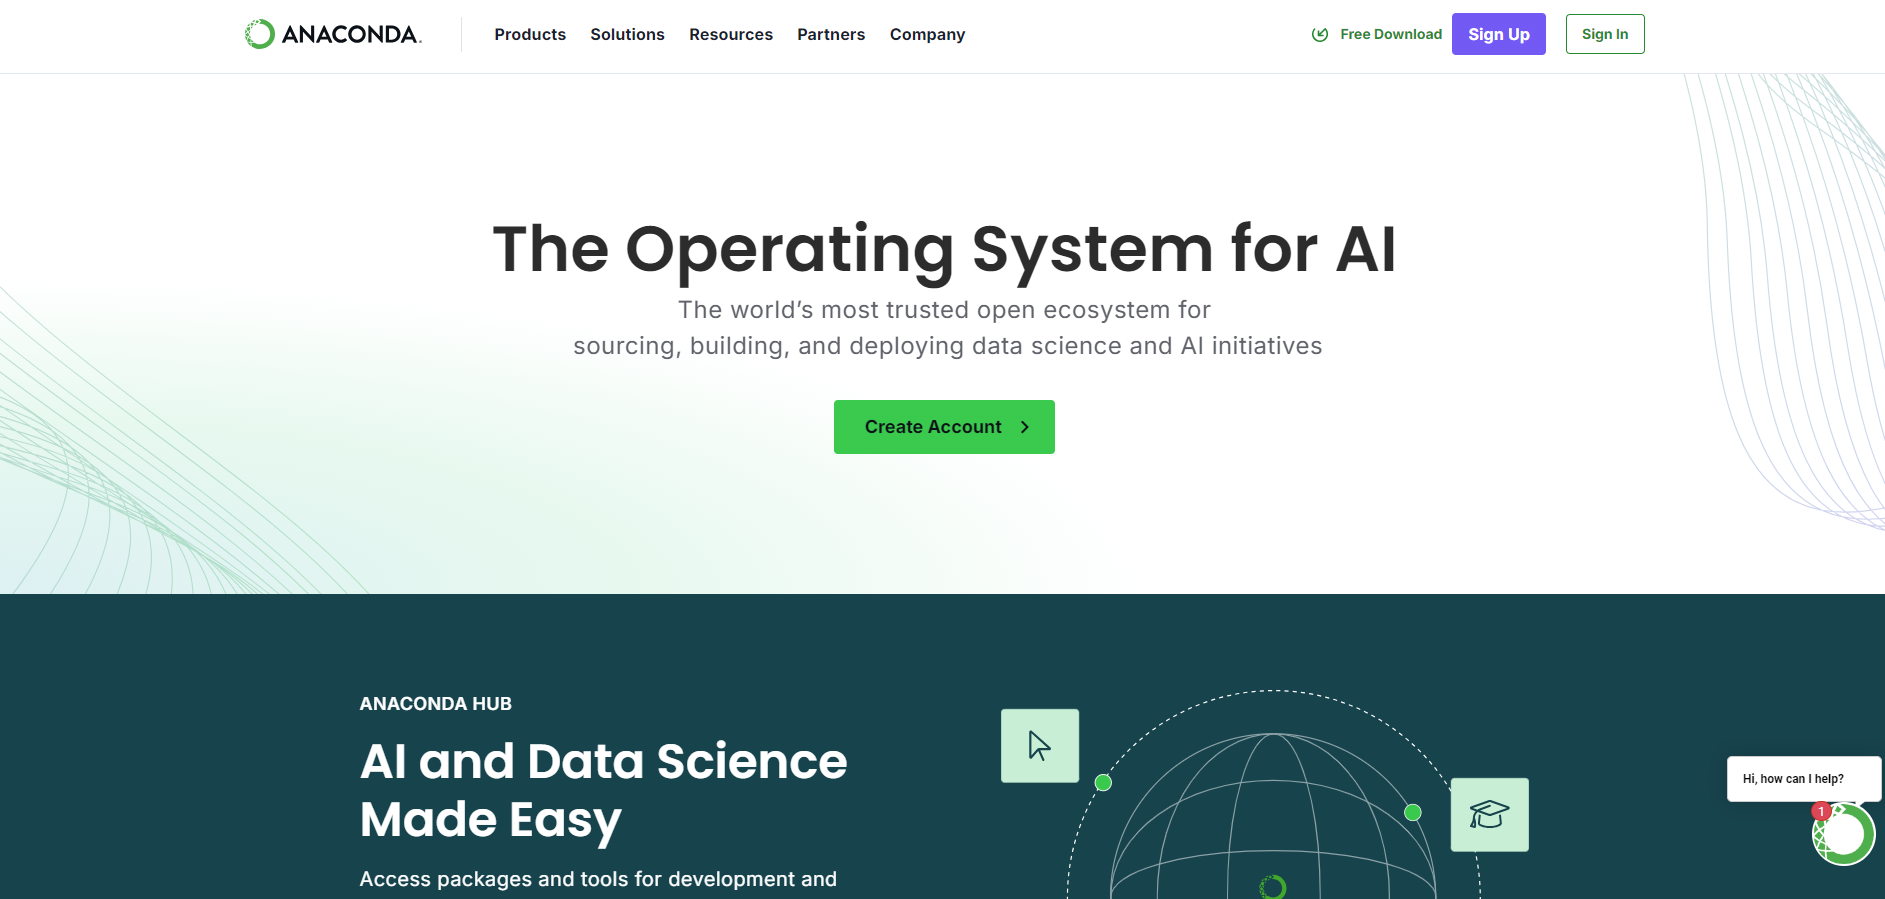 ANACONDA.
Products
Solutions
Resources
Partners
Company
Free Download
Sign Up
Sign In
The Operating System for AI
The world’s most trusted open ecosystem for
sourcing, building, and deploying data science and AI initiatives
Create Account
ANACONDA HUB
AI and Data Science
Made Easy
Access packages and tools for development and
Hi, how can I help?
1